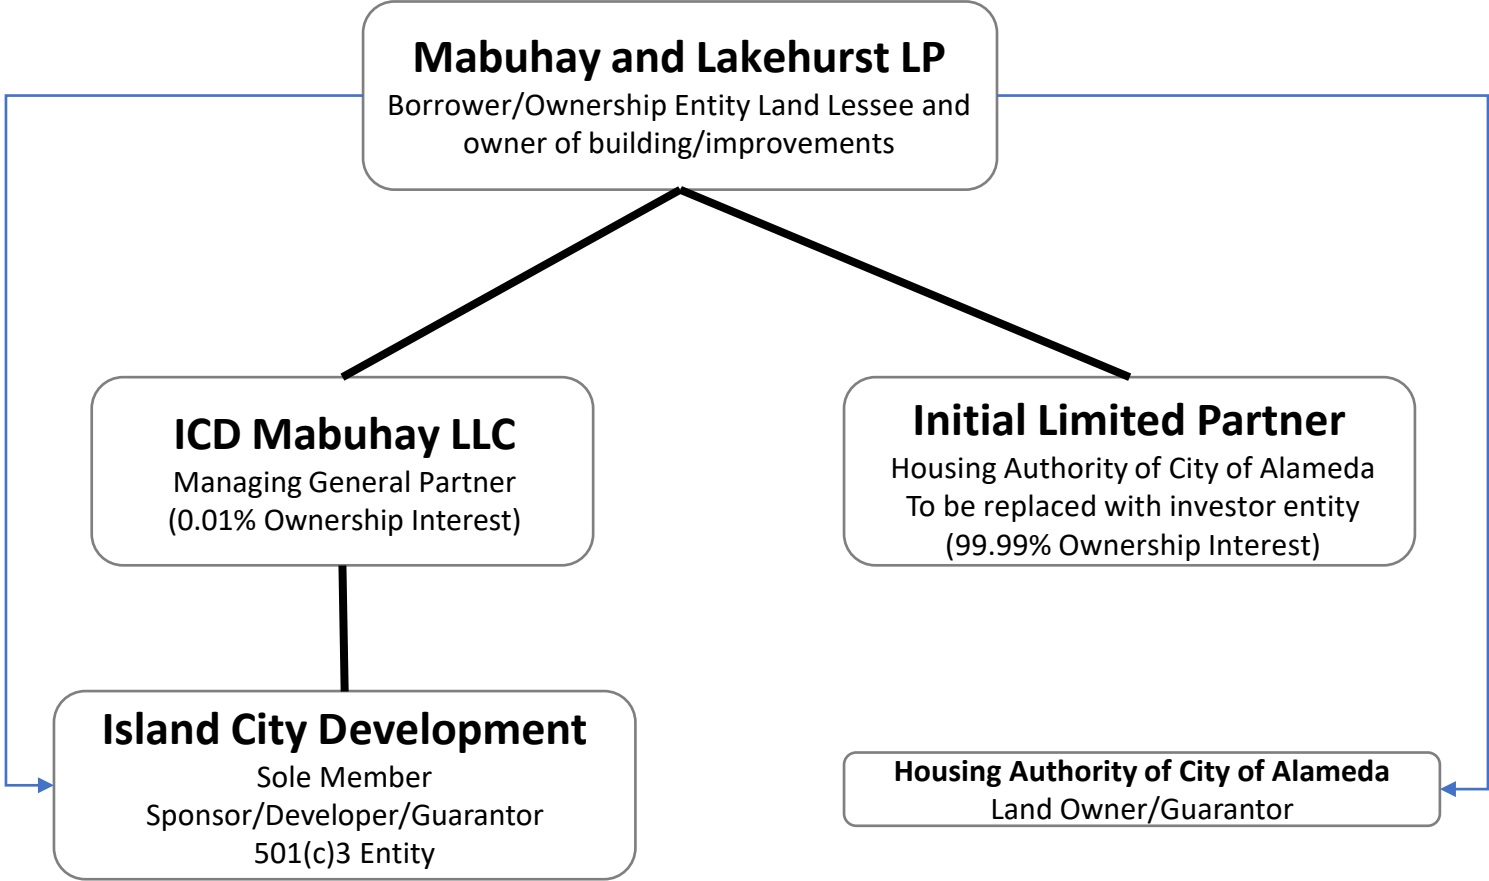 Mabuhay and Lakehurst LP
Borrower/Ownership Entity Land Lessee and
owner of building/improvements
ICD Mabuhay LLC
Managing General Partner
(0.01% Ownership Interest)
Initial Limited Partner
Housing Authority of City of Alameda
To be replaced with investor entity
(99.99% Ownership Interest)
Island City Development
Sole Member
Sponsor/Developer/Guarantor
501(c)3 Entity
Housing Authority of City of Alameda
Land Owner/Guarantor